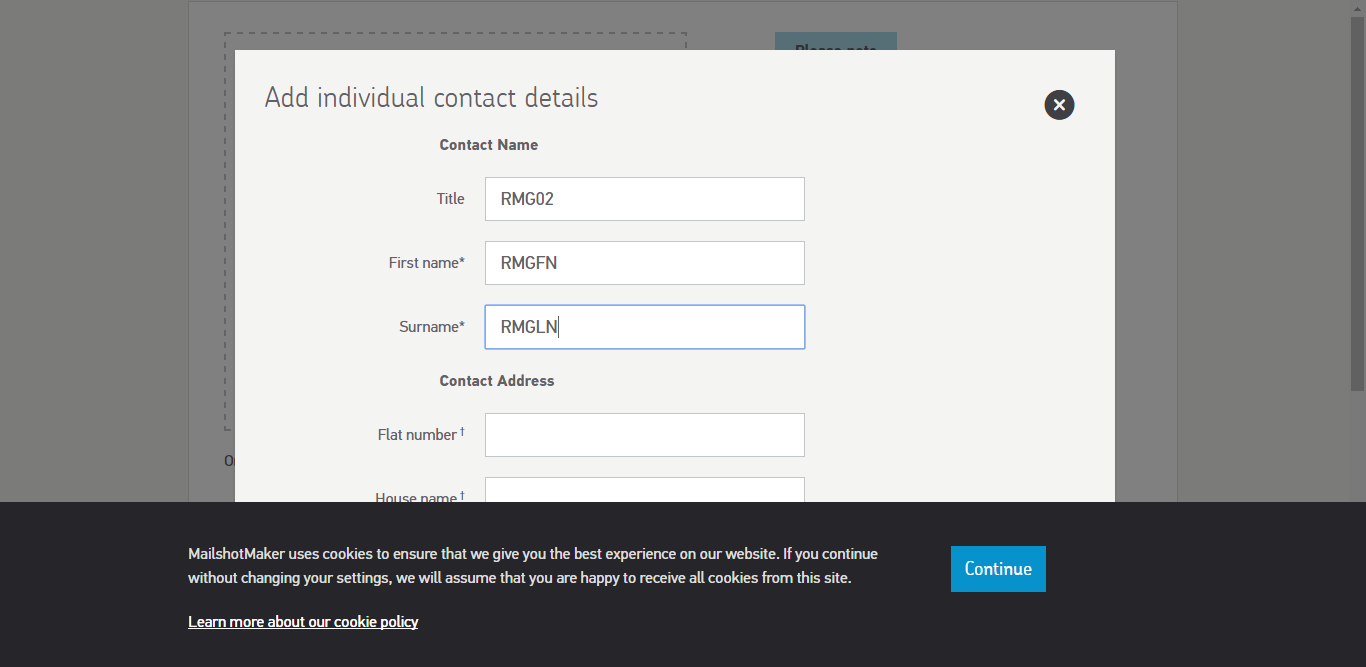 Please note
Add individual contact details
Contact Name
Title
RMG02
First name*
RMGFN
Surname*
RMGLN
Contact Address
Flat number †
House name †
MailshotMaker uses cookies to ensure that we give you the best experience on our website. If you continue
without changing your settings, we will assume that you are happy to receive all cookies from this site.
Continue
Learn more about our cookie policy